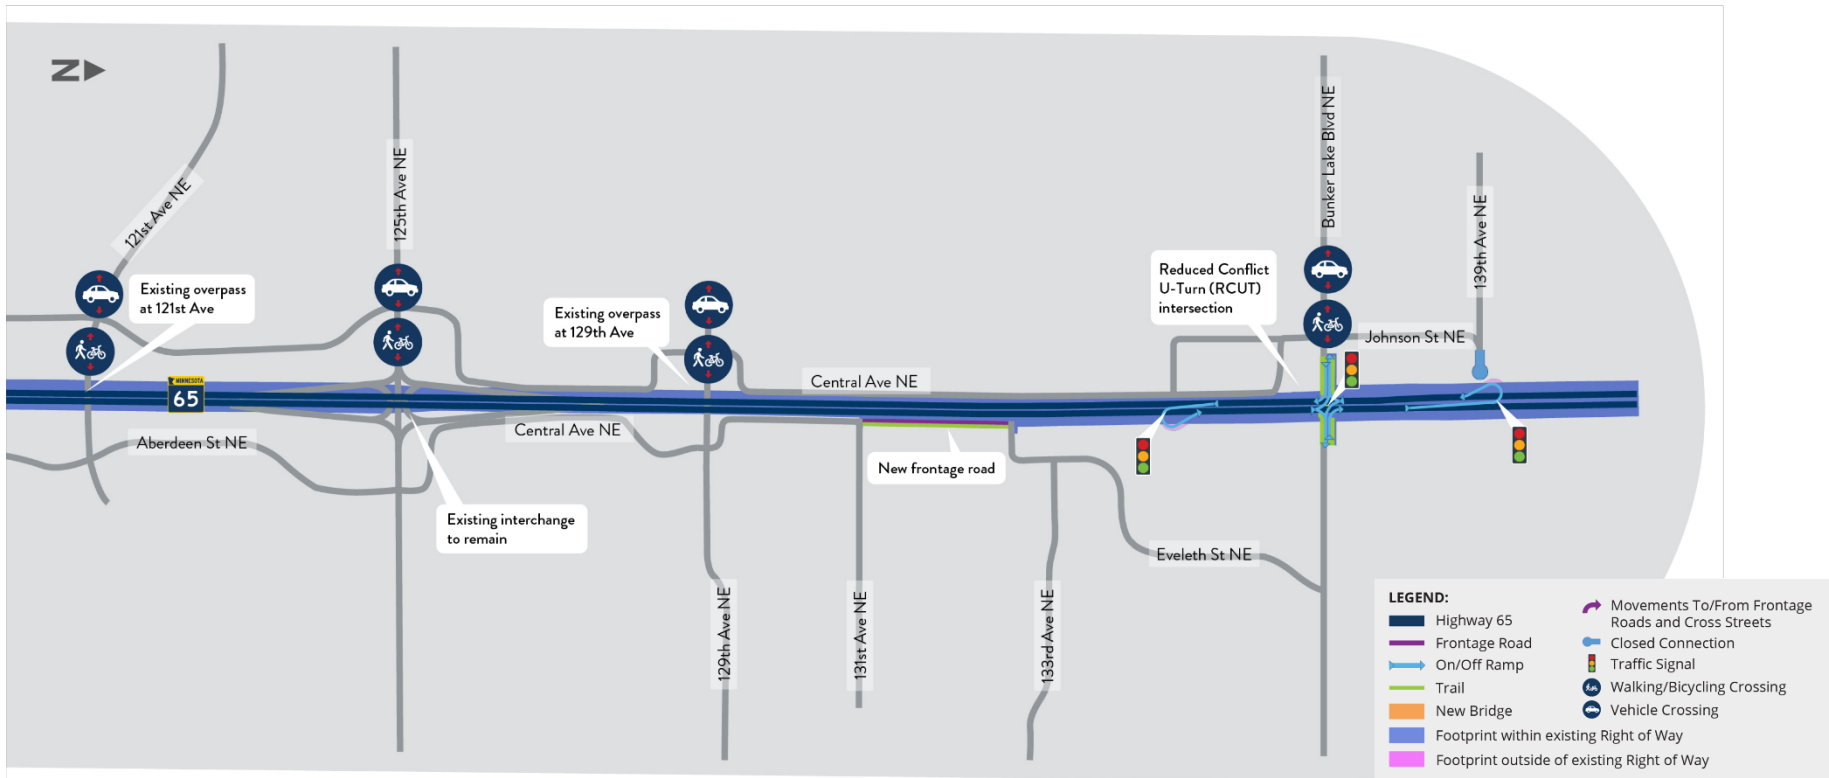 N
121st Ave NE
125th Ave NE
Bunker Lake Blvd NE
139th Ave NE
Existing overpass
at 121st Ave
Existing overpass
at 129th Ave
Reduced Conflict
U-Turn (RCUT)
intersection
Johnson St NE
MINNESOTA
65
Central Ave NE
Central Ave NE
Aberdeen St NE
New frontage road
Existing interchange
to remain
Eveleth St NE
129th Ave NE
131st Ave NE
133rd Ave NE
LEGEND:
Highway 65
Frontage Road
On/Off Ramp
Trail
New Bridge
Footprint within existing Right of Way
Footprint outside of existing Right of Way
Movements To/From Frontage
Roads and Cross Streets
Closed Connection
Traffic Signal
Walking/Bicycling Crossing
Vehicle Crossing